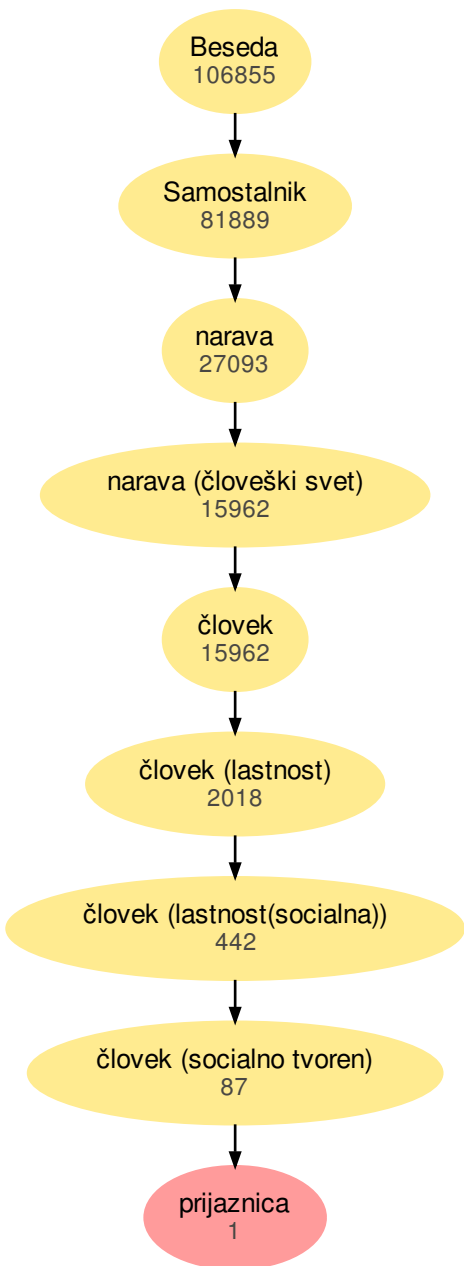 Beseda
106855
Samostalnik
81889
narava
27093
narava (človeški svet)
15962
človek
15962
človek (lastnost)
2018
človek (lastnost(socialna))
442
človek (socialno tvoren)
87
prijaznica
1